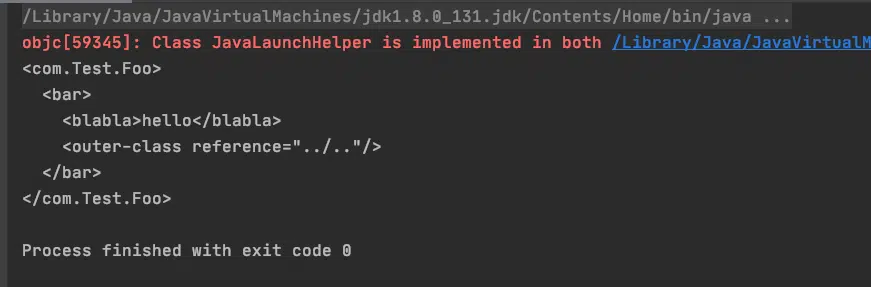 /Library/Java/JavaVirtualMachines/jdk1.8.0_131.jdk/Contents/Home/bin/java ...
objc[59345]: Class JavaLaunchHelper is implemented in both /Library/Java/JavaVirtualM
<com.Test.Foo>
  <bar>
    <blabla>hello</blabla>
    <outer-class reference="../.."/>
  </bar>
</com.Test.Foo>
Process finished with exit code 0